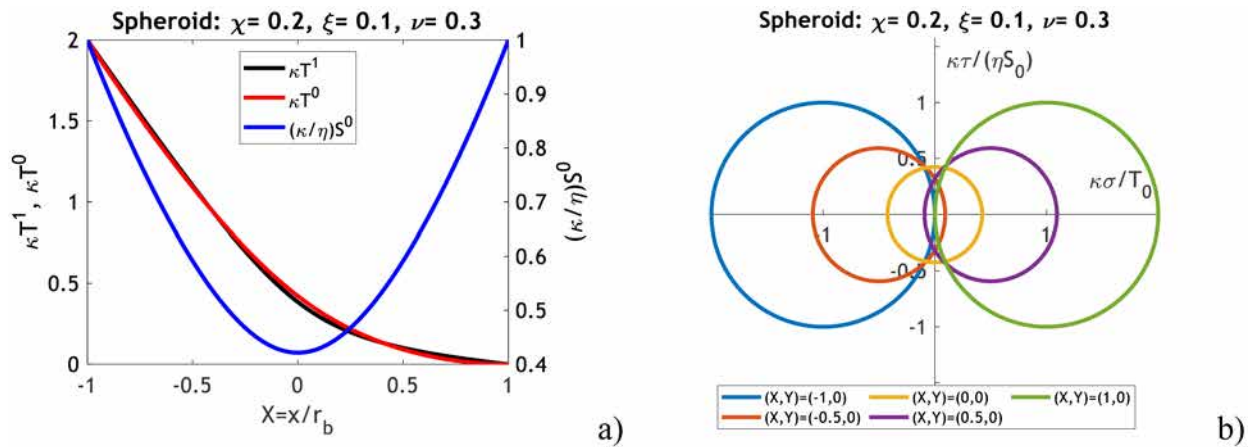 Spheroid: χ= 0.2, ξ= 0.1, ν= 0.3
κT¹, κT⁰
2
1.5
1
0.5
0
κT¹
κT⁰
(κ/η)S⁰
1
0.9
0.8
0.7
0.6
0.5
0.4
(κ/η)S⁰
-1 -0.5 0 0.5 1
X=x/r_b
a)
Spheroid: χ= 0.2, ξ= 0.1, ν= 0.3
κτ/(ηS₀)
1
0.5
κσ/T₀
-1 1
-0.5
-1
(X,Y)=(-1,0) (X,Y)=(0,0) (X,Y)=(1,0)
(X,Y)=(-0.5,0) (X,Y)=(0.5,0)
b)